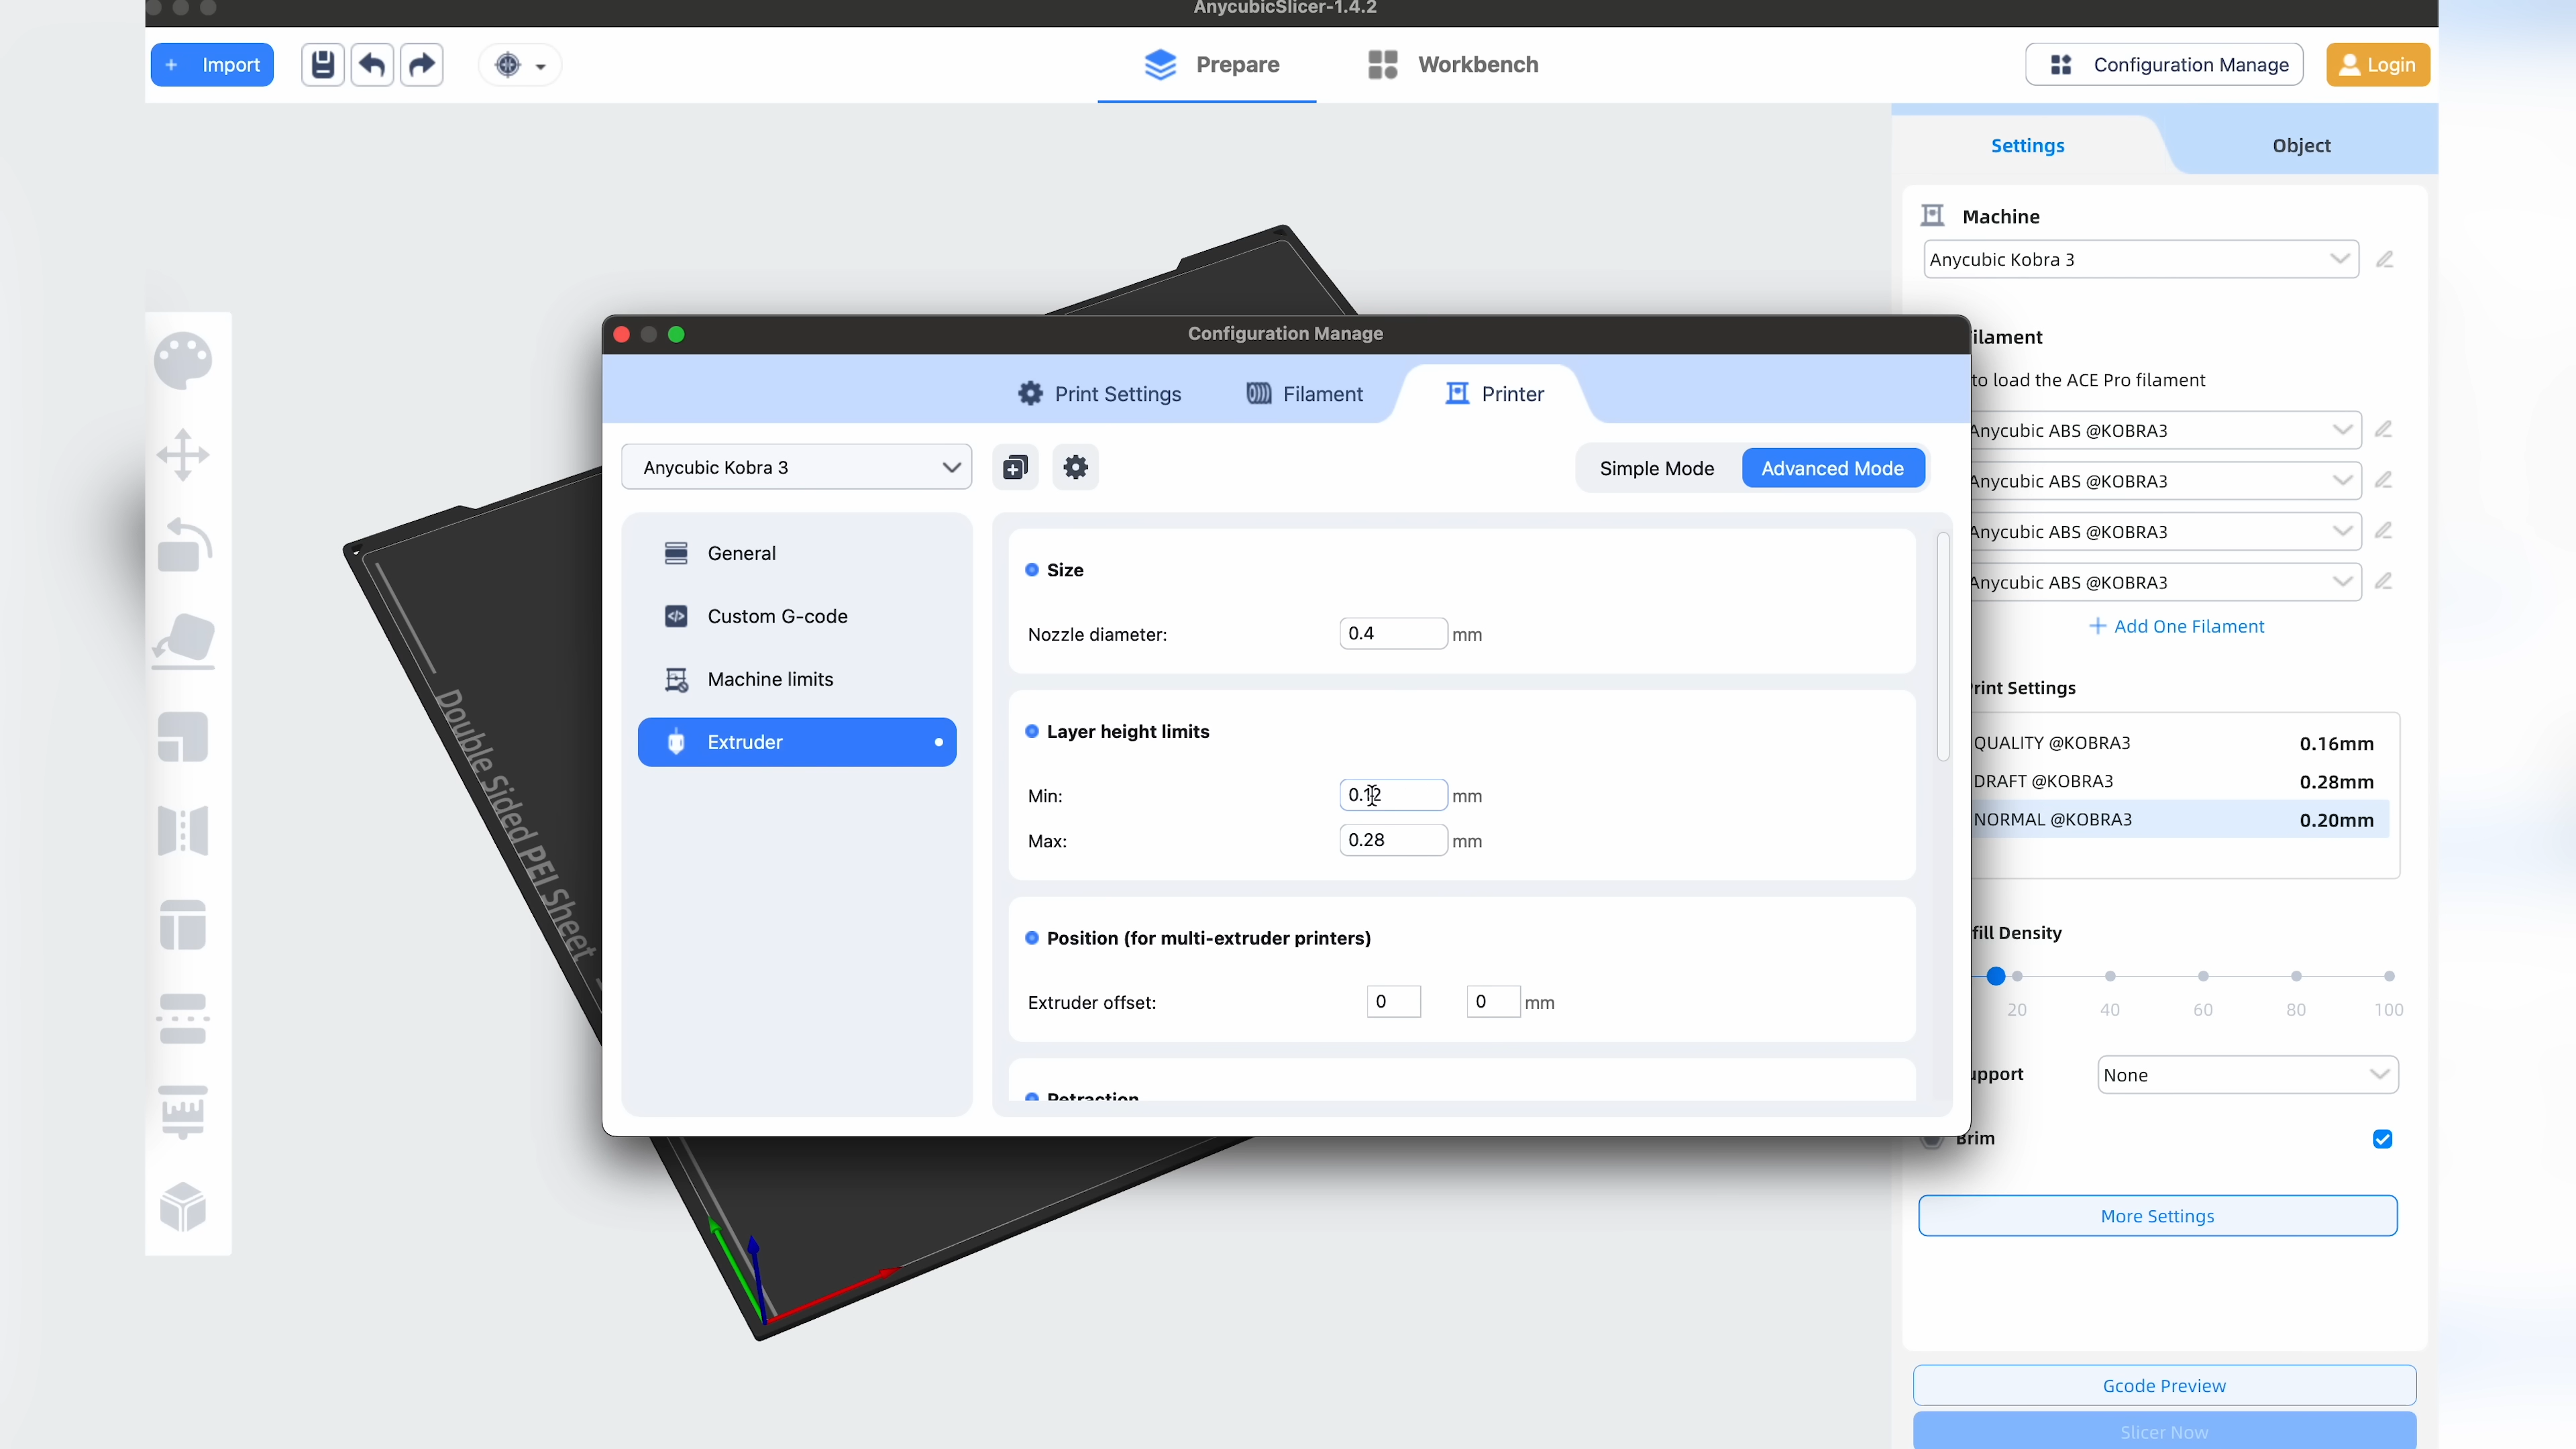 AnycubicSlicer-1.4.2
+ Import
Prepare
Workbench
Configuration Manage
Login
Settings
Object
Machine
Anycubic Kobra 3
ilament
to load the ACE Pro filament
Anycubic ABS @KOBRA3
Anycubic ABS @KOBRA3
Anycubic ABS @KOBRA3
Anycubic ABS @KOBRA3
+ Add One Filament
rint Settings
QUALITY @KOBRA3 0.16mm
DRAFT @KOBRA3 0.28mm
NORMAL @KOBRA3 0.20mm
fill Density
20 40 60 80 100
upport None
Brim
More Settings
Gcode Preview
Slicer Now
Configuration Manage
Print Settings
Filament
Printer
Anycubic Kobra 3
Simple Mode
Advanced Mode
General
Custom G-code
Machine limits
Extruder
Size
Nozzle diameter: 0.4 mm
Layer height limits
Min: 0.12 mm
Max: 0.28 mm
Position (for multi-extruder printers)
Extruder offset: 0 0 mm
Retraction
Double Sided PEI Sheet